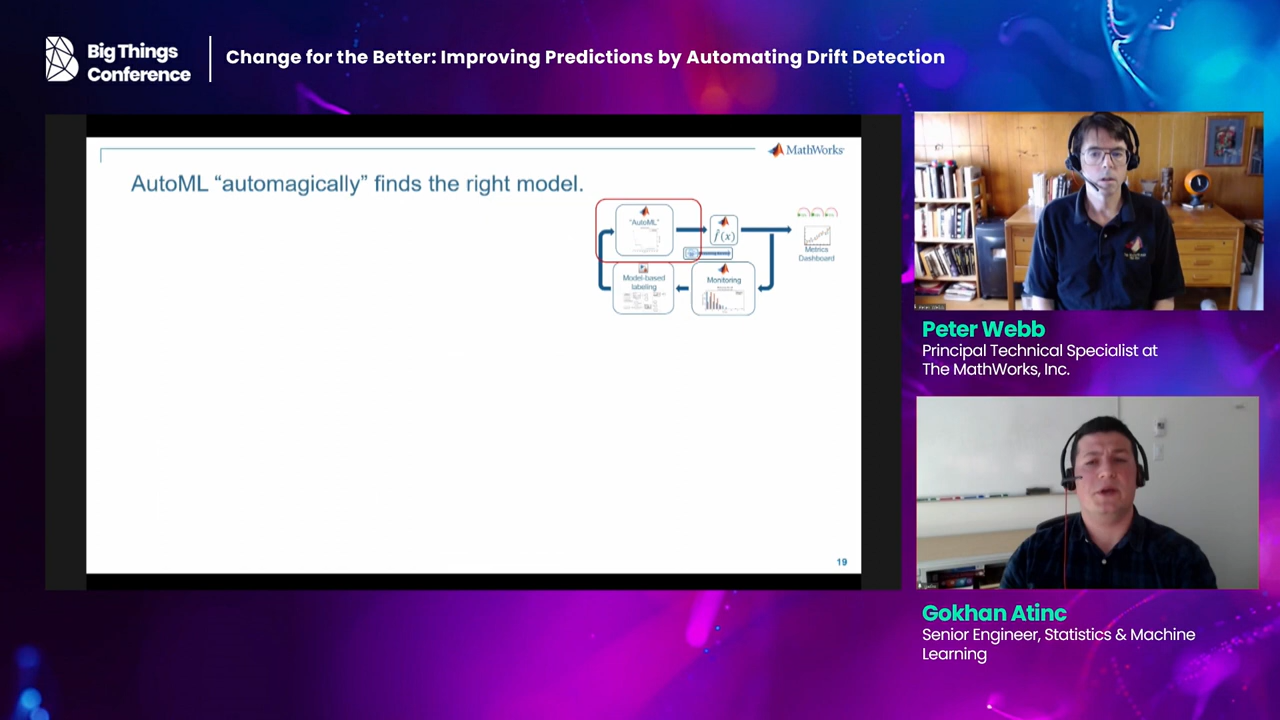 Big Things
Conference
Change for the Better: Improving Predictions by Automating Drift Detection
MathWorks
AutoML “automagically” finds the right model.
"AutoML"
f̂(x)
Metrics
Dashboard
Model-based
labeling
Monitoring
19
Peter Webb
Principal Technical Specialist at
The MathWorks, Inc.
Gokhan Atinc
Senior Engineer, Statistics & Machine
Learning